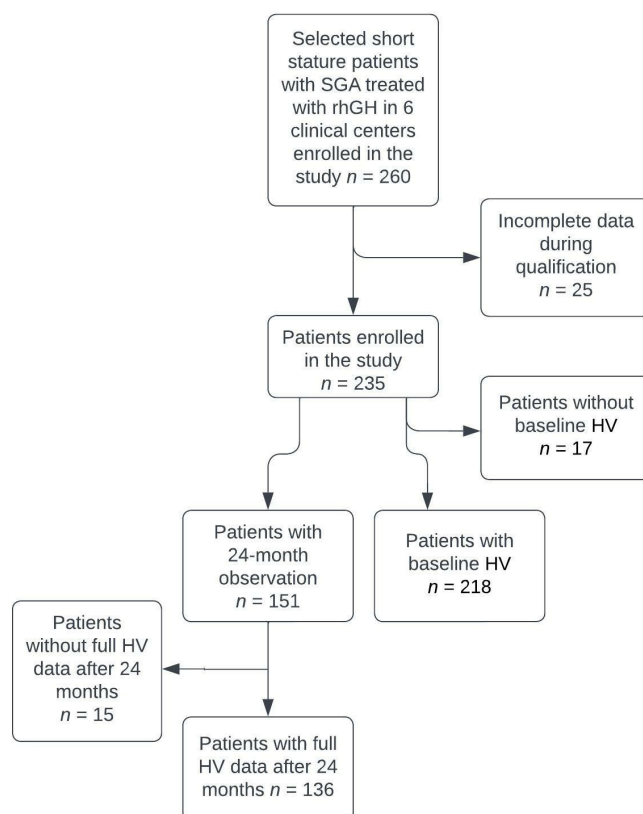 Selected short
stature patients
with SGA treated
with rhGH in 6
clinical centers
enrolled in the
study n = 260
Incomplete data
during
qualification
n = 25
Patients enrolled
in the study
n = 235
Patients without
baseline HV
n = 17
Patients with
24-month
observation
n = 151
Patients with
baseline HV
n = 218
Patients
without full HV
data after 24
months
n = 15
Patients with full
HV data after 24
months n = 136